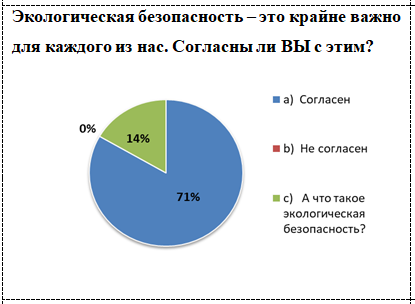 Экологическая безопасность – это крайне важно
для каждого из нас. Согласны ли ВЫ с этим?
0%
14%
71%
a) Согласен
b) Не согласен
c) А что такое
экологическая
безопасность?